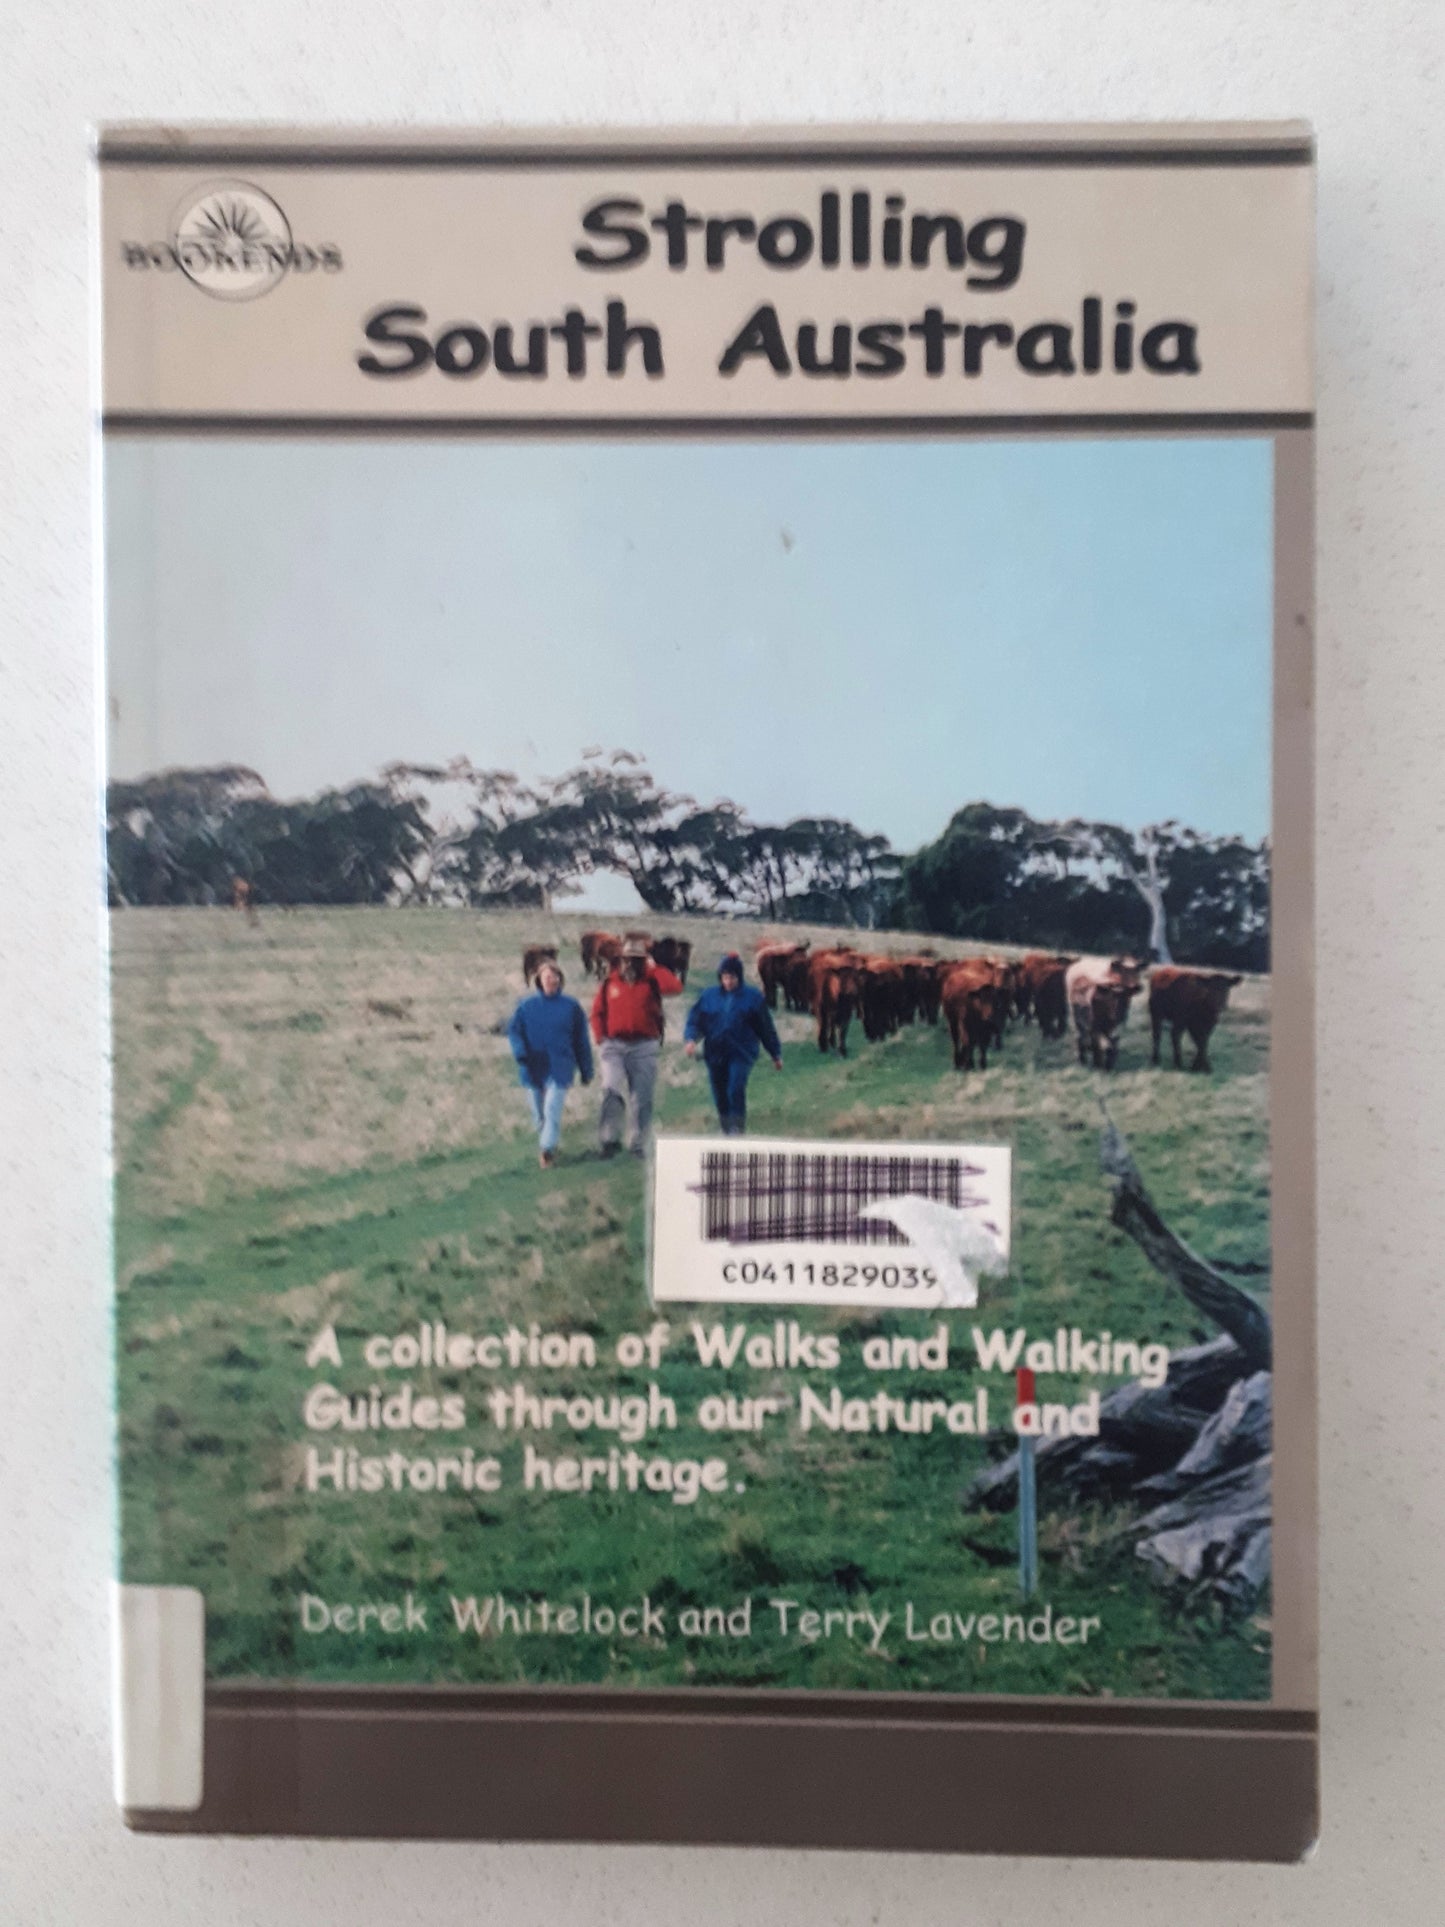 BOOKENDS
Strolling
South Australia
C0411829039
A collection of Walks and Walking
Guides through our Natural and
Historic heritage.
Derek Whitelock and Terry Lavender